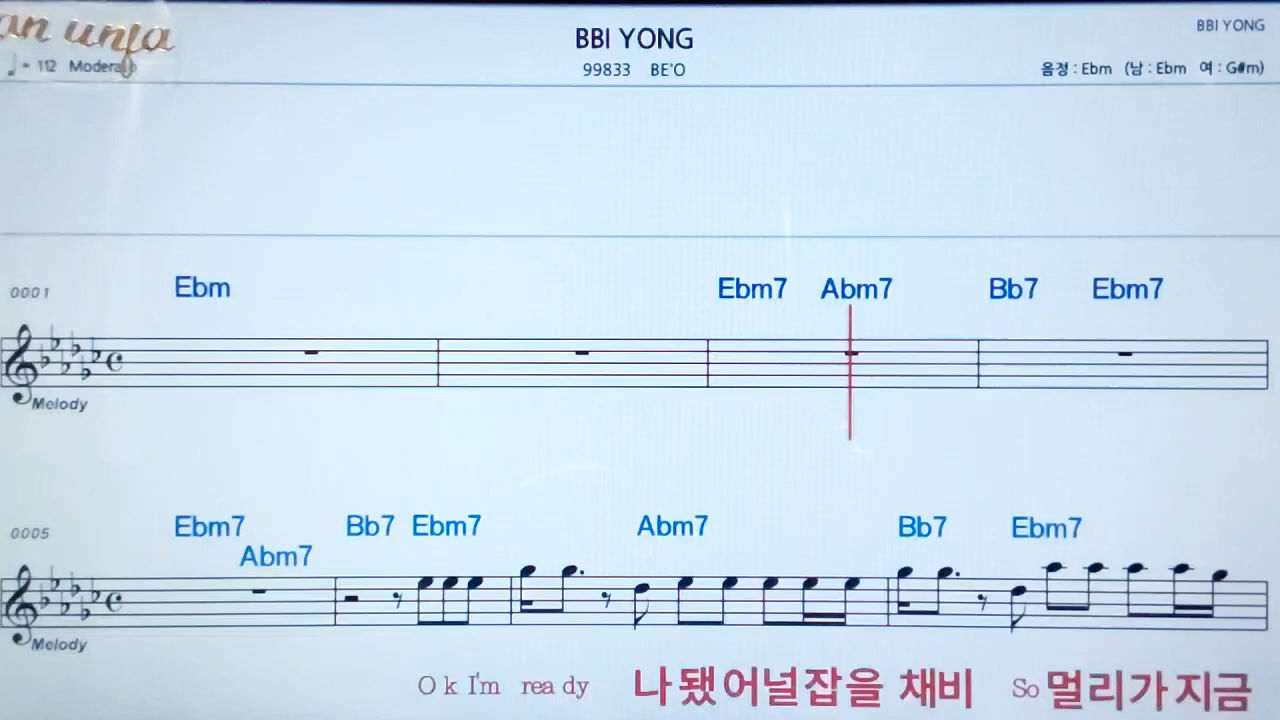 an unja
BBI YONG
BBI YONG
♩= 112 Moderato
99833 BE'O
음정 : Ebm (남 : Ebm 여 : G#m)
0001 Ebm Ebm7 Abm7 Bb7 Ebm7
Melody
0005 Ebm7 Abm7 Bb7 Ebm7 Abm7 Bb7 Ebm7
Melody
O k I'm rea dy 나 됐어널잡을 채비 So 멀리가지금